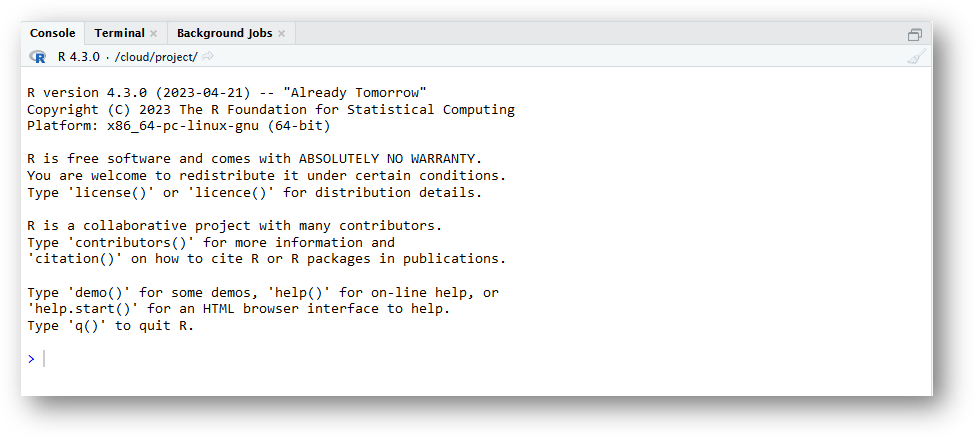 Console Terminal × Background Jobs ×
R R 4.3.0 · /cloud/project/
R version 4.3.0 (2023-04-21) -- "Already Tomorrow"
Copyright (C) 2023 The R Foundation for Statistical Computing
Platform: x86_64-pc-linux-gnu (64-bit)
R is free software and comes with ABSOLUTELY NO WARRANTY.
You are welcome to redistribute it under certain conditions.
Type 'license()' or 'licence()' for distribution details.
R is a collaborative project with many contributors.
Type 'contributors()' for more information and
'citation()' on how to cite R or R packages in publications.
Type 'demo()' for some demos, 'help()' for on-line help, or
'help.start()' for an HTML browser interface to help.
Type 'q()' to quit R.
>